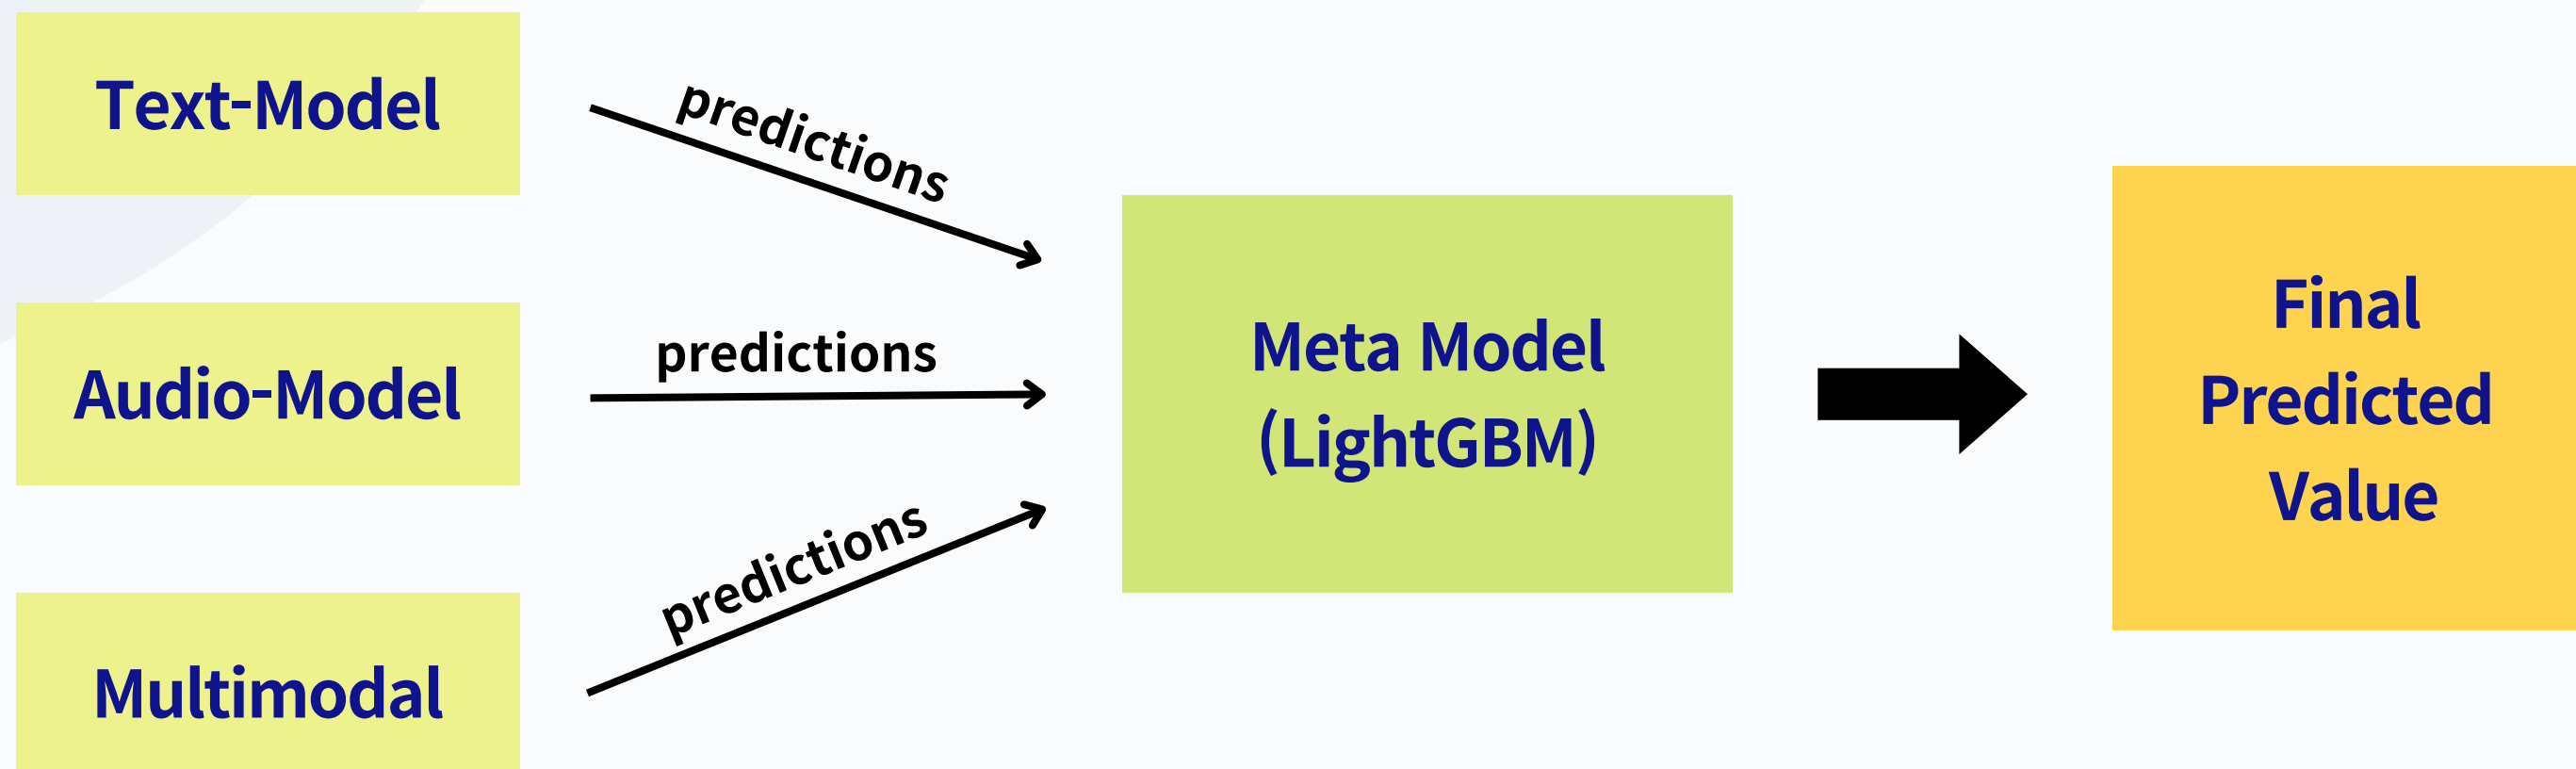 Text-Model
predictions
Audio-Model
predictions
Multimodal
predictions
Meta Model
(LightGBM)
Final
Predicted
Value